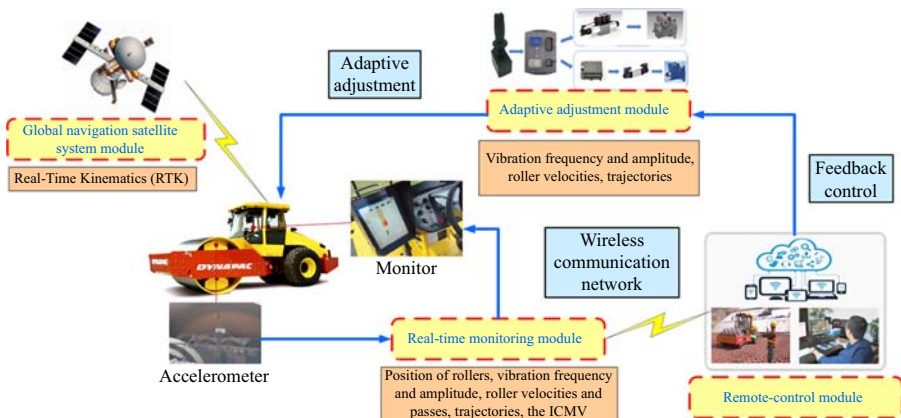 Adaptive
adjustment
Adaptive adjustment module
Global navigation satellite
system module
Real-Time Kinematics (RTK)
Vibration frequency and amplitude,
roller velocities, trajectories
Feedback
control
DYNAPAC
Monitor
Wireless
communication
network
Accelerometer
Real-time monitoring module
Position of rollers, vibration frequency
and amplitude, roller velocities and
passes, trajectories, the ICMV
Remote-control module